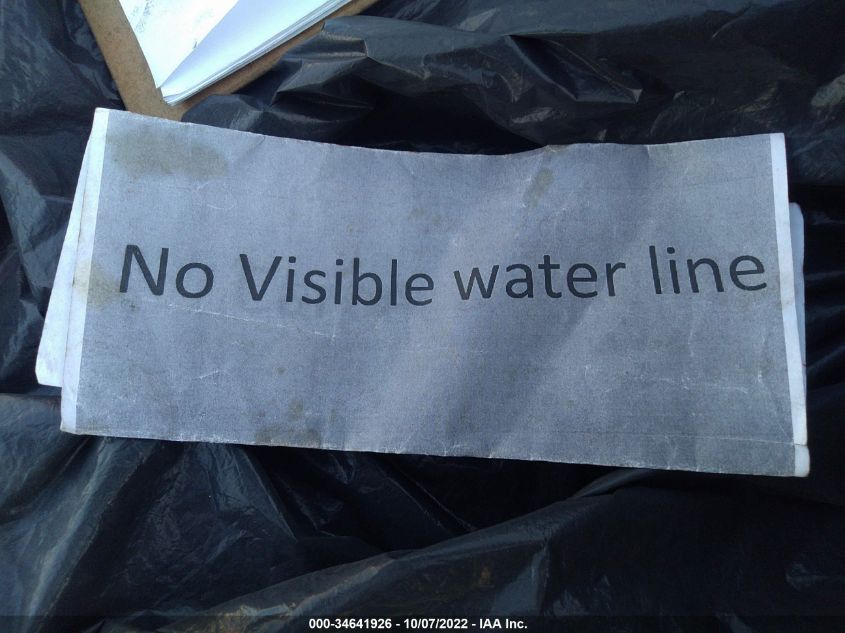 No Visible water line
000-34641926 - 10/07/2022 - IAA Inc.